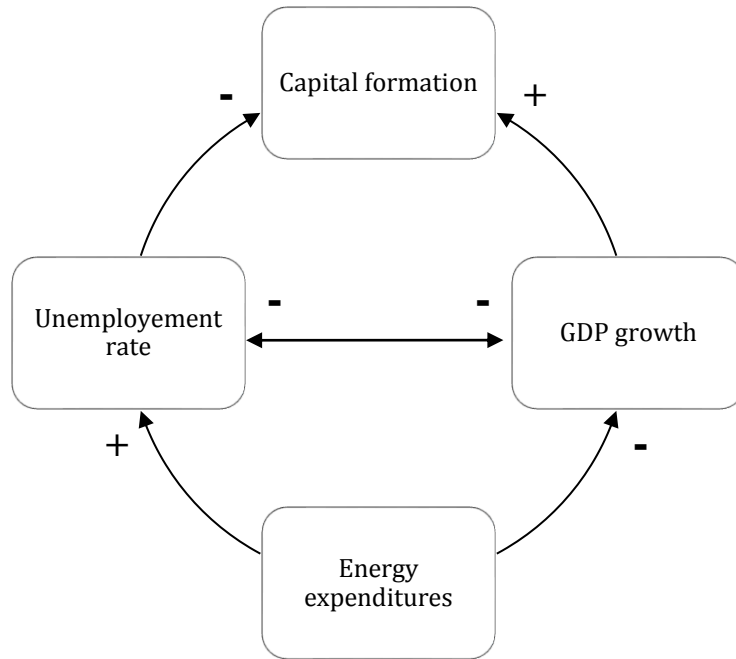 Capital formation
-
+
Unemployement
rate
-
-
GDP growth
+
-
Energy
expenditures